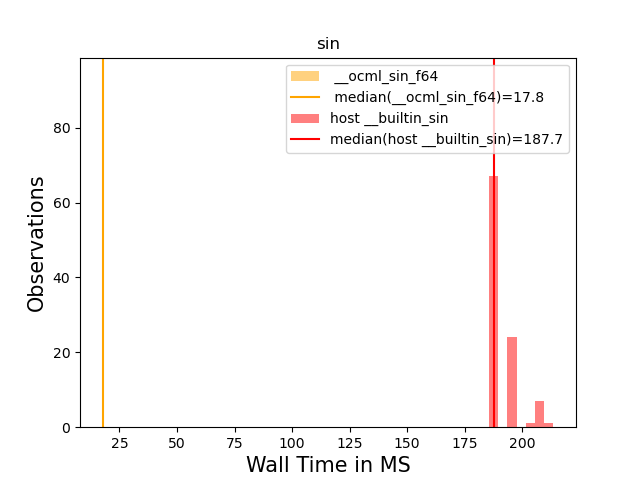 sin
__ocml_sin_f64
median(__ocml_sin_f64)=17.8
host __builtin_sin
median(host __builtin_sin)=187.7
Observations
80
60
40
20
0
25 50 75 100 125 150 175 200
Wall Time in MS